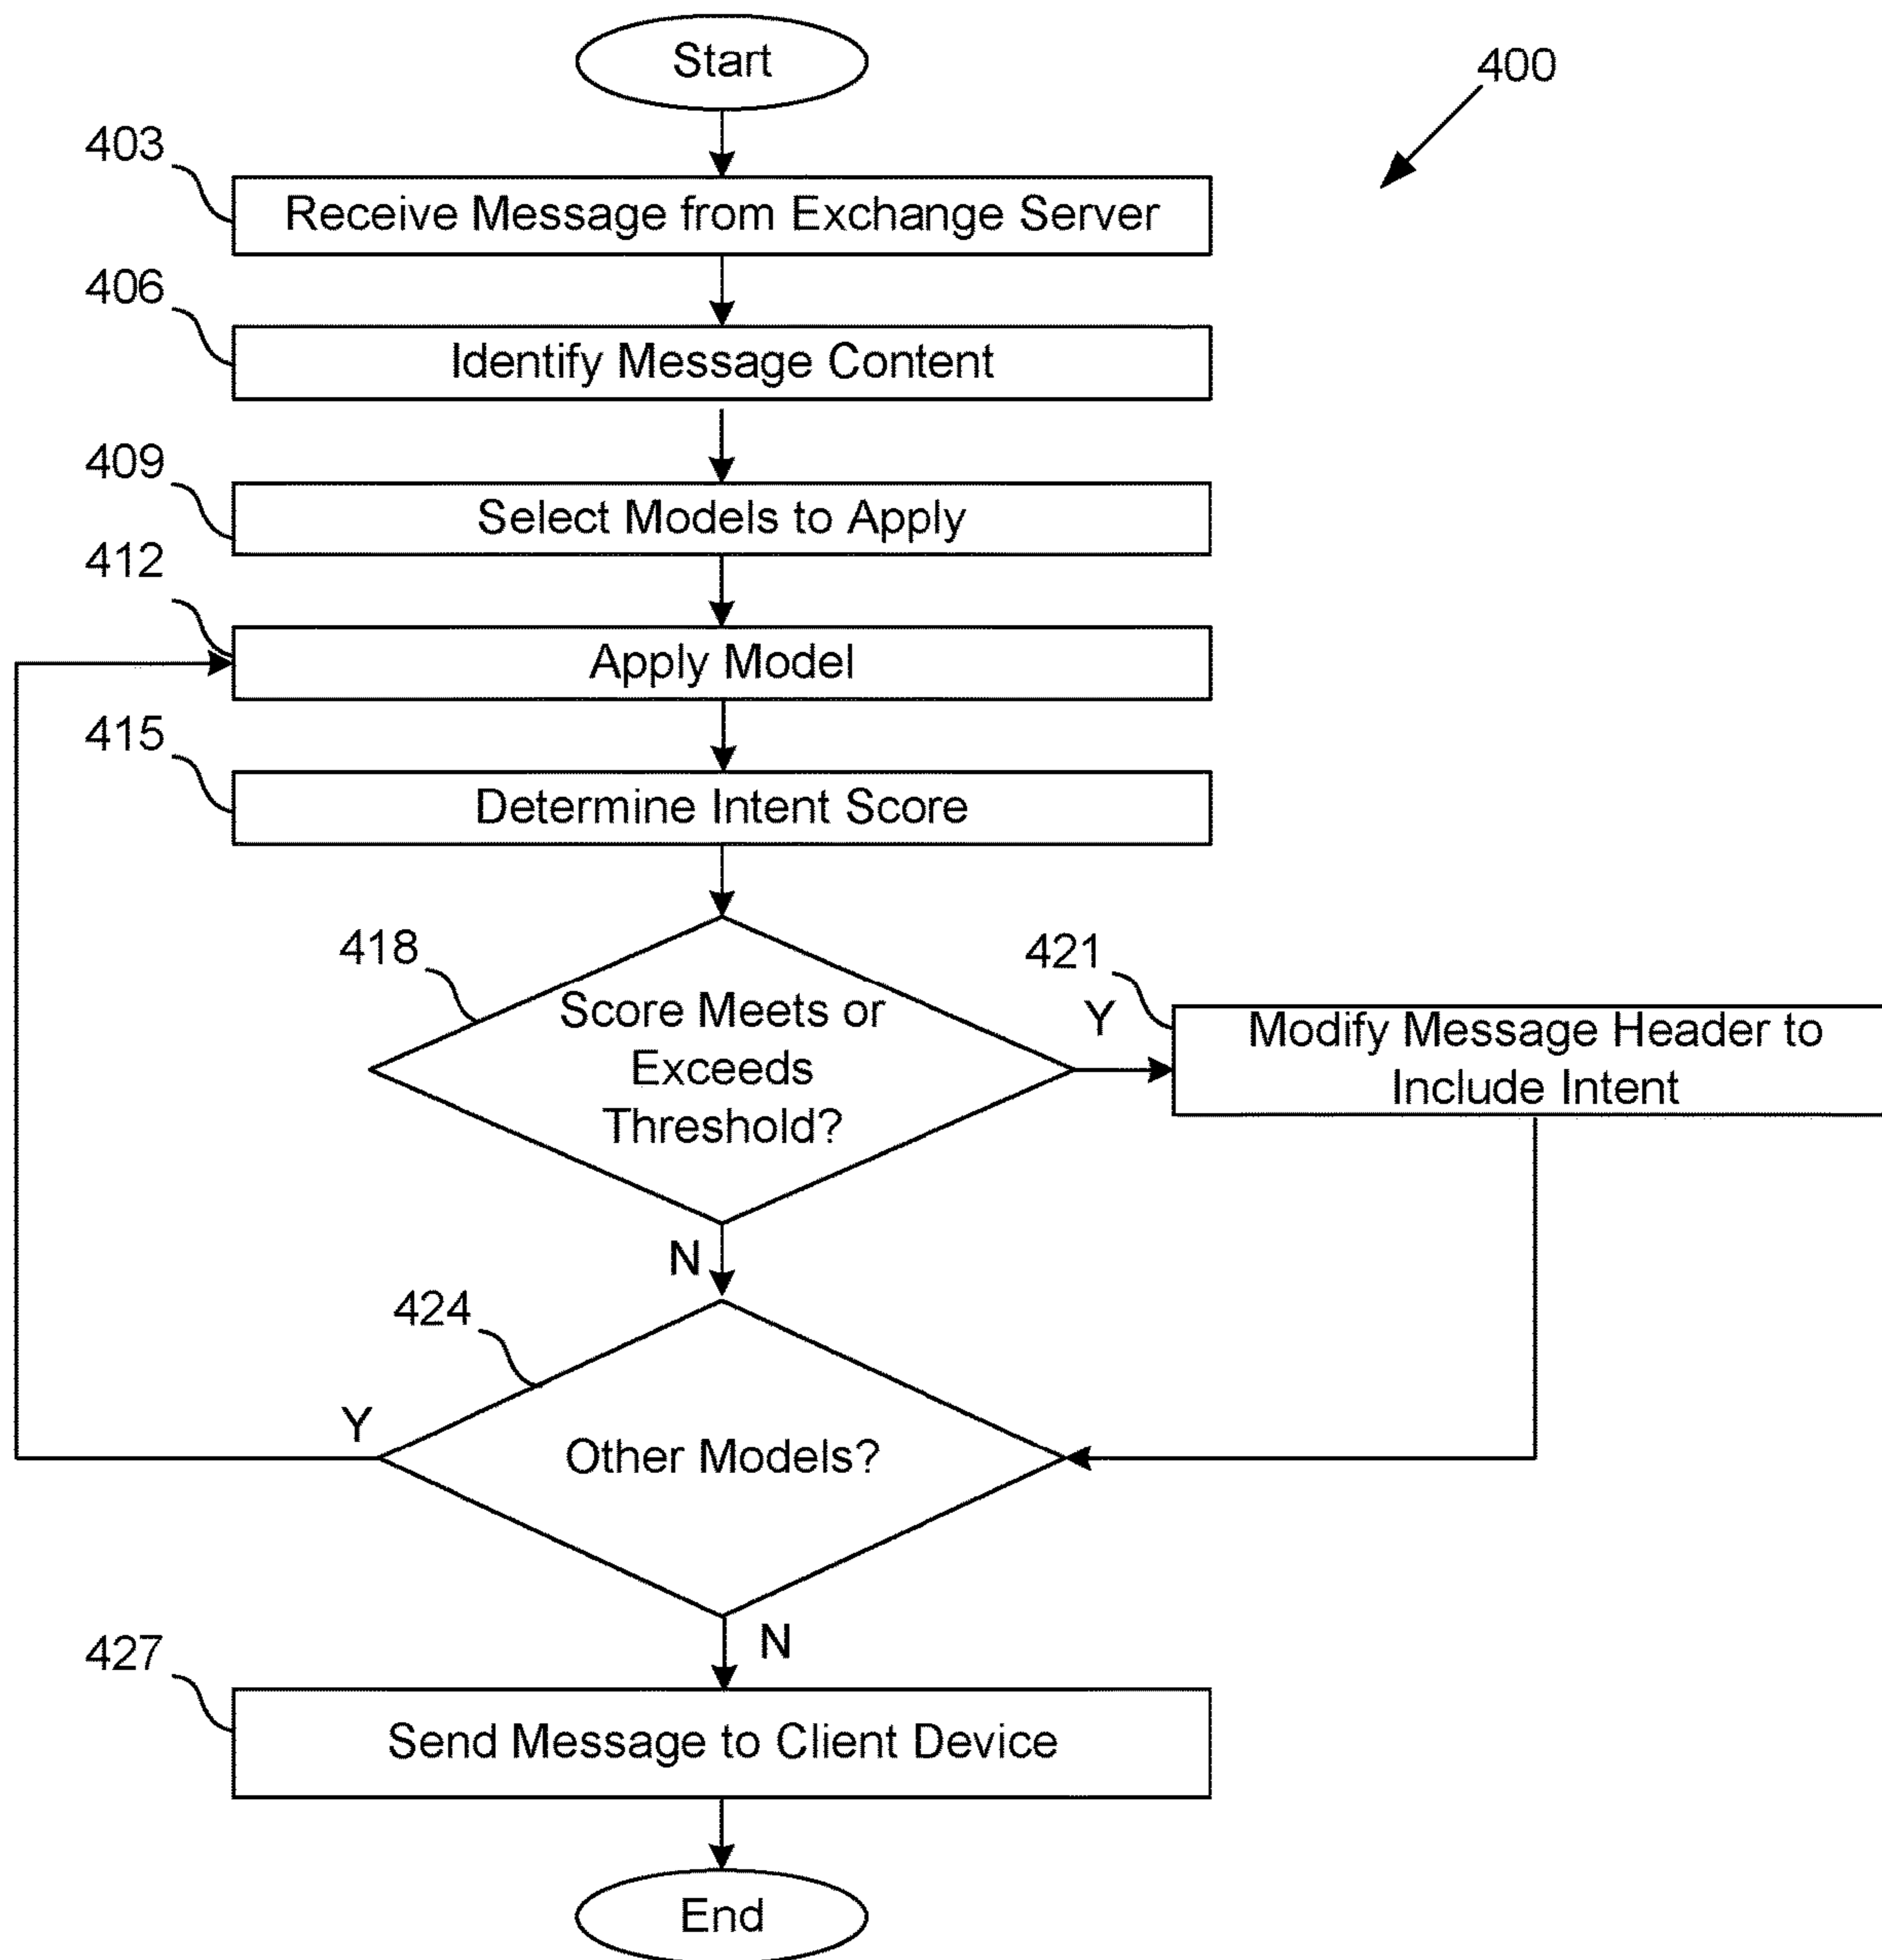 Start
400
403
Receive Message from Exchange Server
406
Identify Message Content
409
Select Models to Apply
412
Apply Model
415
Determine Intent Score
418
Score Meets or
Exceeds
Threshold?
Y
421
Modify Message Header to
Include Intent
N
424
Y
Other Models?
N
427
Send Message to Client Device
End